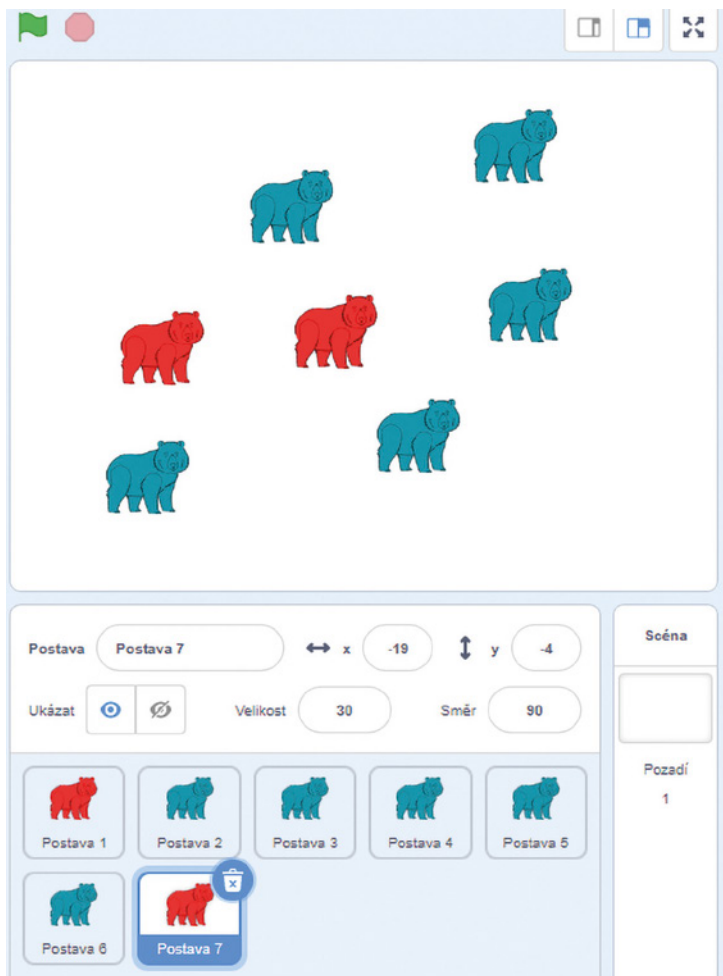 Postava Postava 7 x -19 y -4
Ukázat Velikost 30 Směr 90
Postava 1 Postava 2 Postava 3 Postava 4 Postava 5
Postava 6 Postava 7
Scéna
Pozadí
1